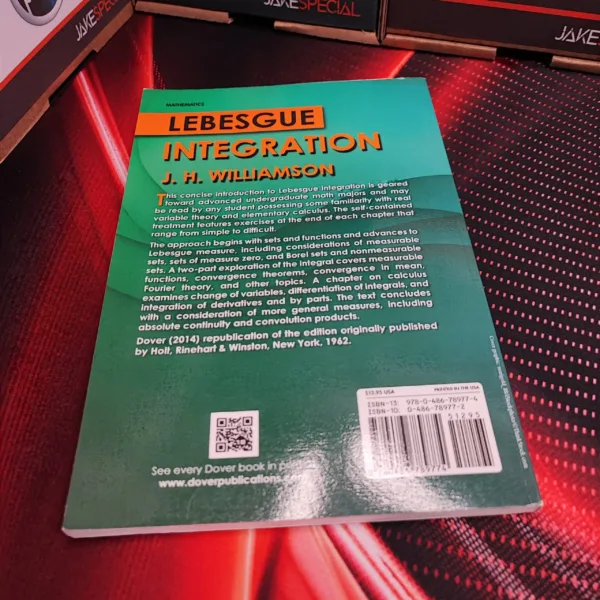 JAKESPECIAL
JAKESPECIAL
MATHEMATICS
LEBESGUE
INTEGRATION
J. H. WILLIAMSON
This concise introduction to Lebesgue integration is geared
toward advanced undergraduate math majors and may
be read by any student possessing some familiarity with real
variable theory and elementary calculus. The self-contained
treatment features exercises at the end of each chapter that
range from simple to difficult.
The approach begins with sets and functions and advances to
Lebesgue measure, including considerations of measurable
sets, sets of measure zero, and Borel sets and nonmeasurable
sets. A two-part exploration of the integral covers measurable
functions, convergence theorems, convergence in mean,
Fourier theory, and other topics. A chapter on calculus
examines change of variables, differentiation of integrals, and
integration of derivatives and by parts. The text concludes
with a consideration of more general measures, including
absolute continuity and convolution products.
Dover (2014) republication of the edition originally published
by Holt, Rinehart & Winston, New York, 1962.
$12.95 USA PRINTED IN THE USA
ISBN-13: 978-0-486-78977-4
ISBN-10: 0-486-78977-2
51295
See every Dover book in
www.doverpublications